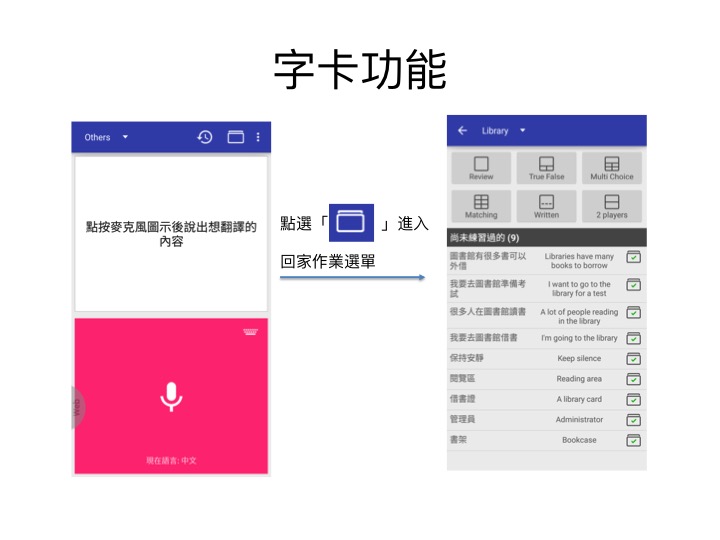 字卡功能
Others
點按麥克風圖示後說出想翻譯的
內容
Web
現在語言: 中文
點選「 」進入
回家作業選單
Library
Review
True False
Multi Choice
Matching
Written
2 players
尚未練習過的 (9)
圖書館有很多書可以
外借
Libraries have many
books to borrow
我要去圖書館準備考
試
I want to go to the
library for a test
很多人在圖書館讀書
A lot of people reading
in the library
我要去圖書館借書
I'm going to the library
保持安靜
Keep silence
閱覽區
Reading area
借書證
A library card
管理員
Administrator
書架
Bookcase